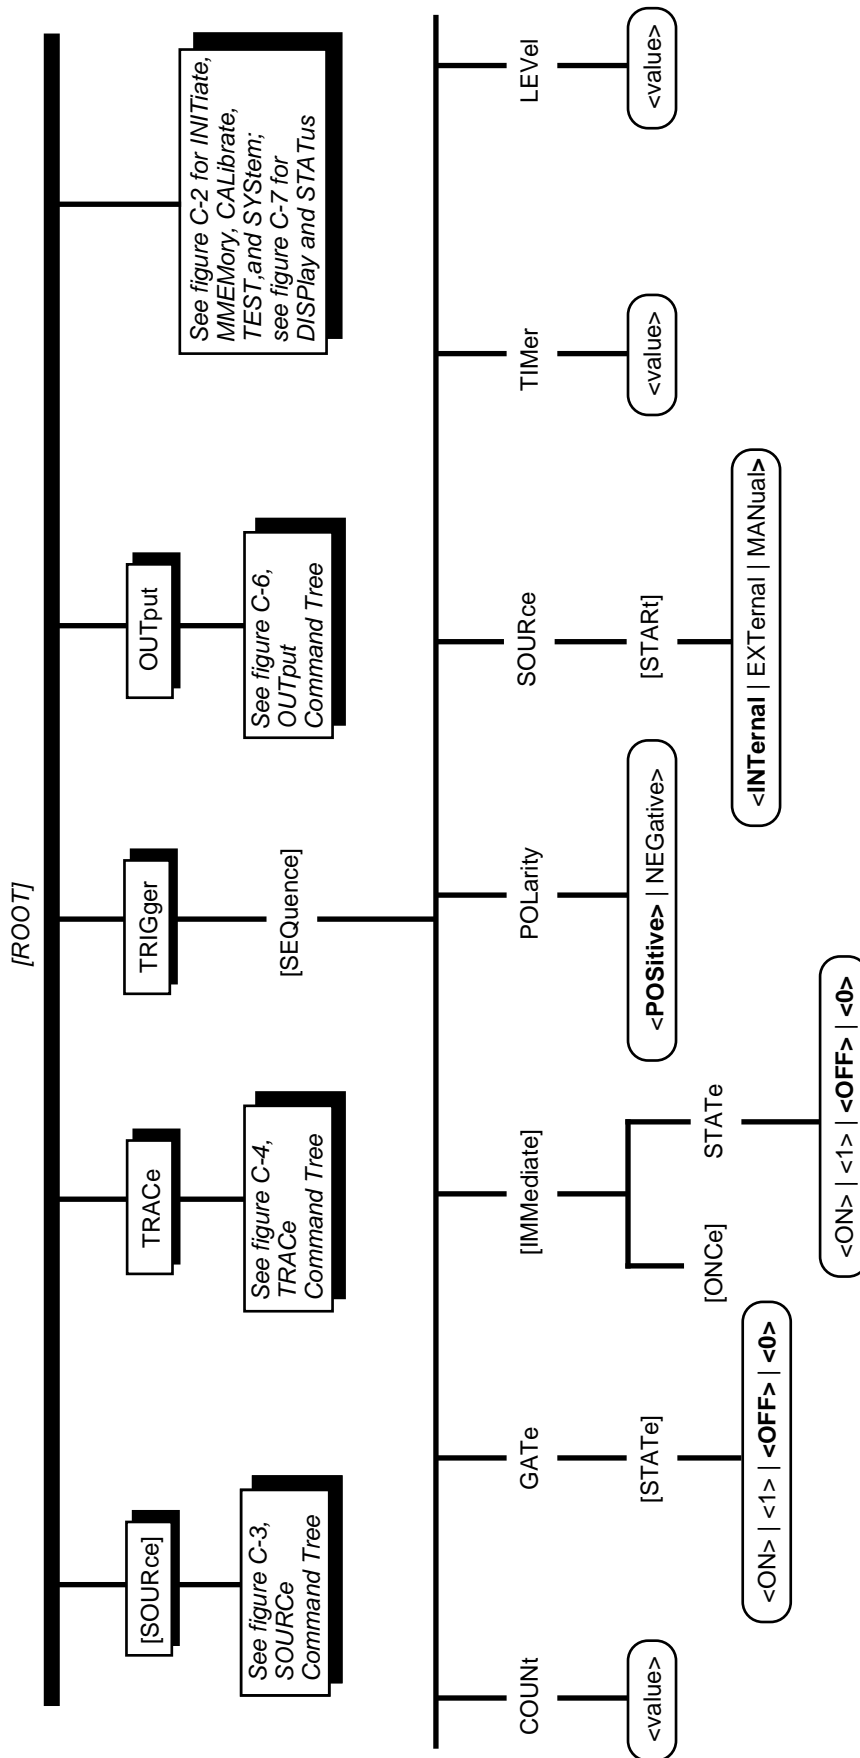 [ROOT]
[SOURce]
TRACe
TRIGger
OUTput
See figure C-2 for INITiate,
MMEMory, CALibrate,
TEST,and SYStem;
see figure C-7 for
DISPlay and STATus
See figure C-3,
SOURCe
Command Tree
See figure C-4,
TRACe
Command Tree
[SEQuence]
See figure C-6,
OUTput
Command Tree
COUNt
GATe
[IMMediate]
POLarity
SOURce
TIMer
LEVel
<value>
[STATe]
<POSitive> | NEGative>
[STARt]
<value>
<value>
[ONCe]
STATe
<ON> | <1> | <OFF> | <0>
<INTernal | EXTernal | MANual>
<ON> | <1> | <OFF> | <0>